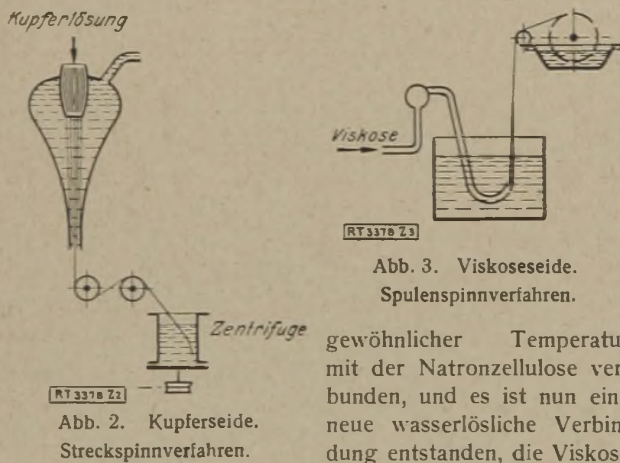 Kupferlösung
Zentrifuge
RT 3378 Z2
Abb. 2. Kupferseide.
Streckspinnverfahren.
Viskose
RT 3378 Z3
Abb. 3. Viskoseseide.
Spulenspinnverfahren.
gewöhnlicher Temperatu
mit der Natronzellulose ver
bunden, und es ist nun ein
neue wasserlösliche Verbin
dung entstanden, die Viskos